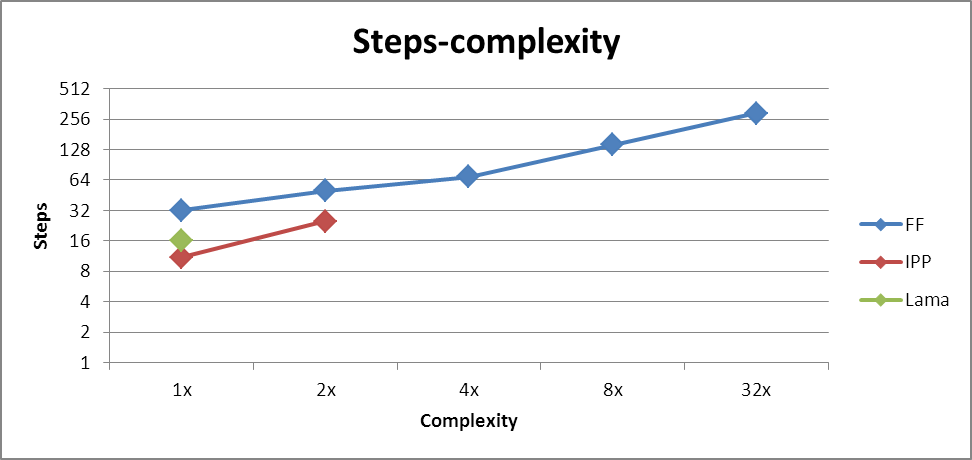 Steps-complexity
512
256
128
64
32
16
8
4
2
1
Steps
1x 2x 4x 8x 32x
Complexity
FF
IPP
Lama